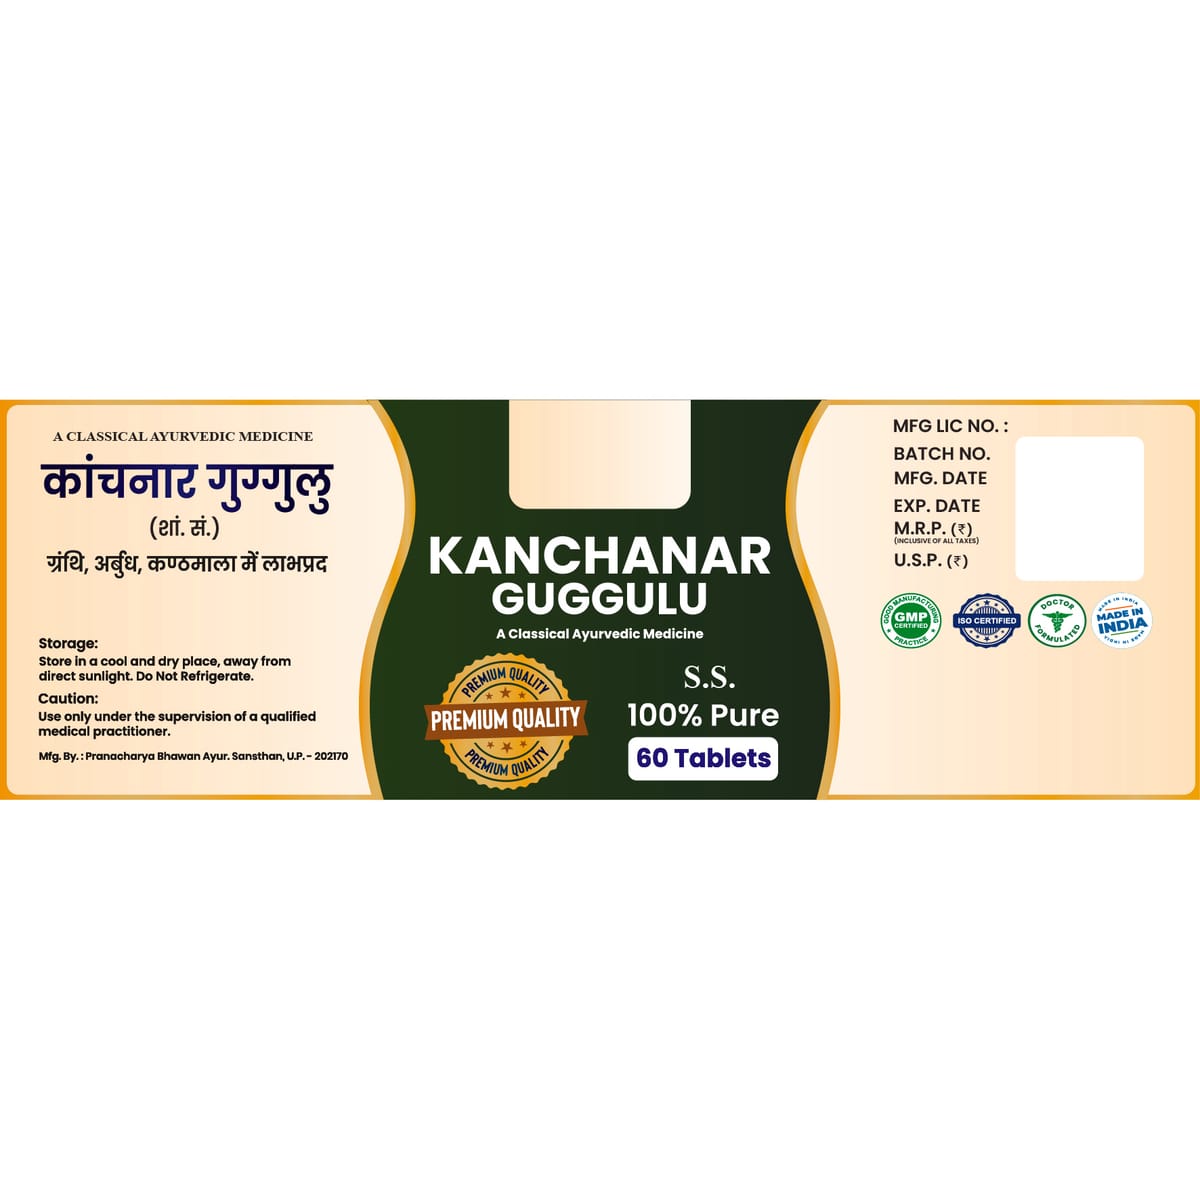 A CLASSICAL AYURVEDIC MEDICINE
कांचनार गुग्गुलु
(शां. सं.)
ग्रंथि, अर्बुध, कण्ठमाला में लाभप्रद
Storage:
Store in a cool and dry place, away from
direct sunlight. Do Not Refrigerate.
Caution:
Use only under the supervision of a qualified
medical practitioner.
Mfg. By. : Pranacharya Bhawan Ayur. Sansthan, U.P. - 202170
KANCHANAR
GUGGULU
A Classical Ayurvedic Medicine
PREMIUM QUALITY
PREMIUM QUALITY
PREMIUM QUALITY
S.S.
100% Pure
60 Tablets
MFG LIC NO. :
BATCH NO.
MFG. DATE
EXP. DATE
M.R.P. (₹)
(INCLUSIVE OF ALL TAXES)
U.S.P. (₹)
GOOD MANUFACTURING
GMP
CERTIFIED
PRACTICE
ISO CERTIFIED
DOCTOR
FORMULATED
MADE IN INDIA
MADE IN
INDIA